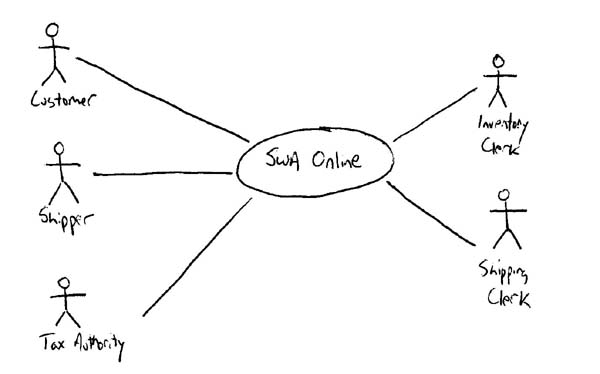 Customer
Shipper
Tax Authority
SWA Online
Inventory
Clerk
Shipping
Clerk